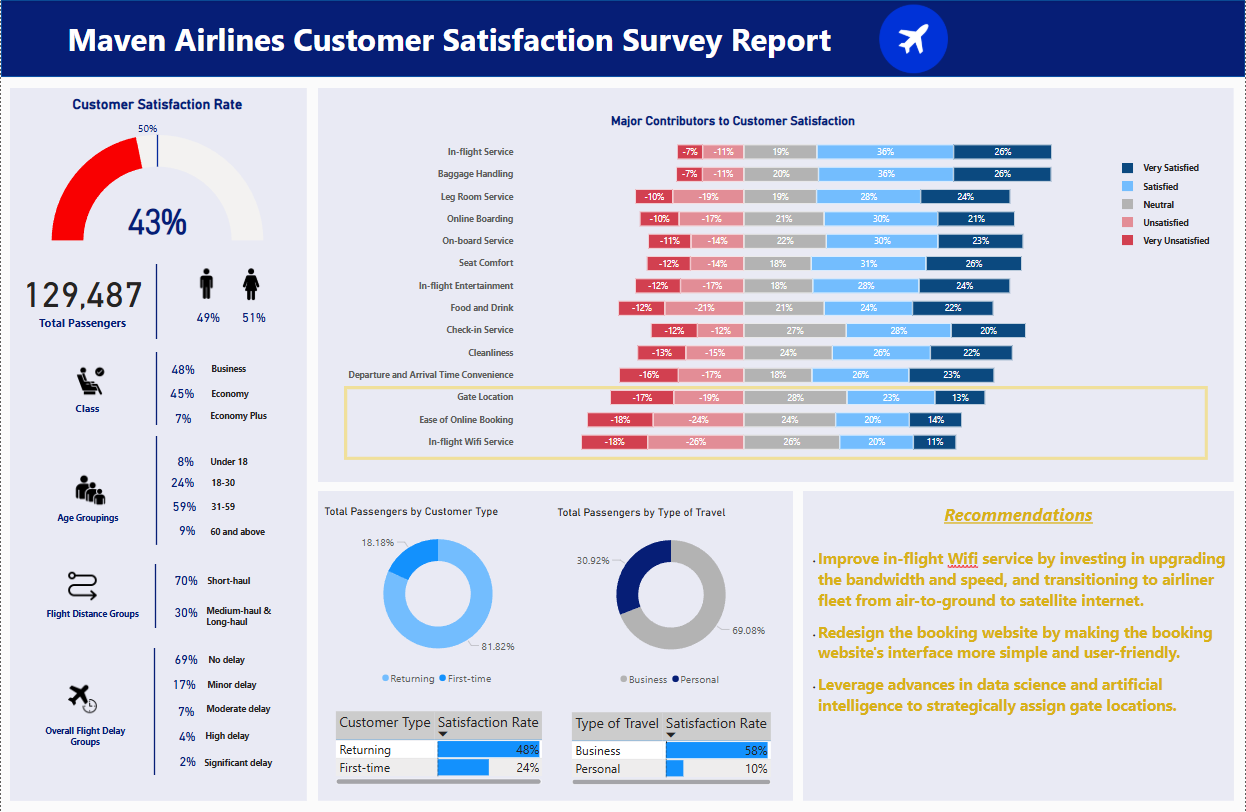 Maven Airlines Customer Satisfaction Survey Report
Customer Satisfaction Rate
50%
43%
129,487
Total Passengers
49% 51%
Class
48% Business
45% Economy
7% Economy Plus
Age Groupings
8% Under 18
24% 18-30
59% 31-59
9% 60 and above
Flight Distance Groups
70% Short-haul
30% Medium-haul &
Long-haul
Overall Flight Delay
Groups
69% No delay
17% Minor delay
7% Moderate delay
4% High delay
2% Significant delay
Major Contributors to Customer Satisfaction
In-flight Service -7% -11% 19% 36% 26%
Baggage Handling -7% -11% 20% 36% 26%
Leg Room Service -10% -19% 19% 28% 24%
Online Boarding -10% -17% 21% 30% 21%
On-board Service -11% -14% 22% 30% 23%
Seat Comfort -12% -14% 18% 31% 26%
In-flight Entertainment -12% -17% 18% 28% 24%
Food and Drink -12% -21% 21% 24% 22%
Check-in Service -12% -12% 27% 28% 20%
Cleanliness -13% -15% 24% 26% 22%
Departure and Arrival Time Convenience -16% -17% 18% 26% 23%
Gate Location -17% -19% 28% 23% 13%
Ease of Online Booking -18% -24% 24% 20% 14%
In-flight Wifi Service -18% -26% 26% 20% 11%
Very Satisfied
Satisfied
Neutral
Unsatisfied
Very Unsatisfied
Total Passengers by Customer Type
18.18%
81.82%
Returning First-time
Customer Type Satisfaction Rate
Returning 48%
First-time 24%
Total Passengers by Type of Travel
30.92%
69.08%
Business Personal
Type of Travel Satisfaction Rate
Business 58%
Personal 10%
Recommendations
. Improve in-flight Wifi service by investing in upgrading
the bandwidth and speed, and transitioning to airliner
fleet from air-to-ground to satellite internet.
. Redesign the booking website by making the booking
website's interface more simple and user-friendly.
. Leverage advances in data science and artificial
intelligence to strategically assign gate locations.